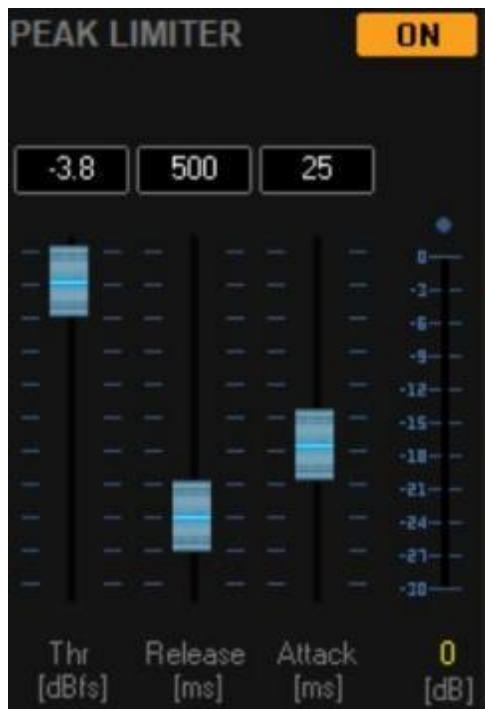 PEAK LIMITER ON
-3.8 500 25
0
-3
-6
-9
-12
-15
-18
-21
-24
-27
-30
Thr Release Attack 0
[dBfs] [ms] [ms] [dB]